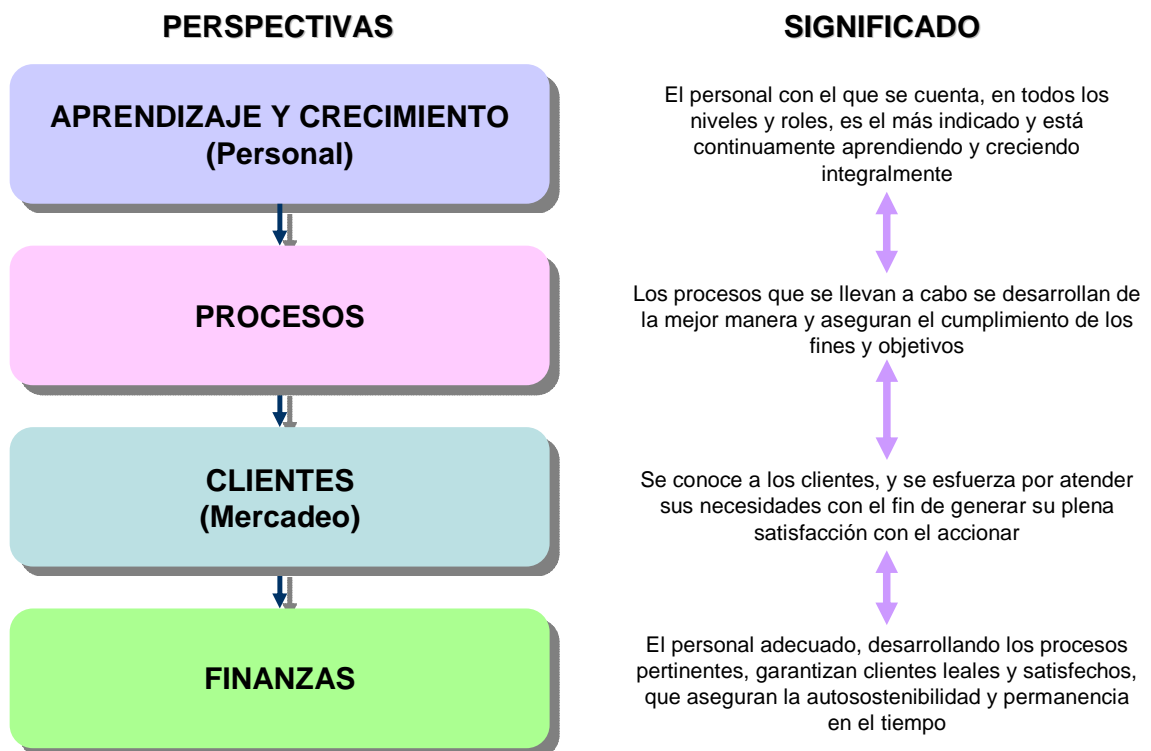 PERSPECTIVAS
SIGNIFICADO
APRENDIZAJE Y CRECIMIENTO
(Personal)
El personal con el que se cuenta, en todos los
niveles y roles, es el más indicado y está
continuamente aprendiendo y creciendo
integralmente
PROCESOS
Los procesos que se llevan a cabo se desarrollan de
la mejor manera y aseguran el cumplimiento de los
fines y objetivos
CLIENTES
(Mercadeo)
Se conoce a los clientes, y se esfuerza por atender
sus necesidades con el fin de generar su plena
satisfacción con el accionar
FINANZAS
El personal adecuado, desarrollando los procesos
pertinentes, garantizan clientes leales y satisfechos,
que aseguran la autosostenibilidad y permanencia
en el tiempo